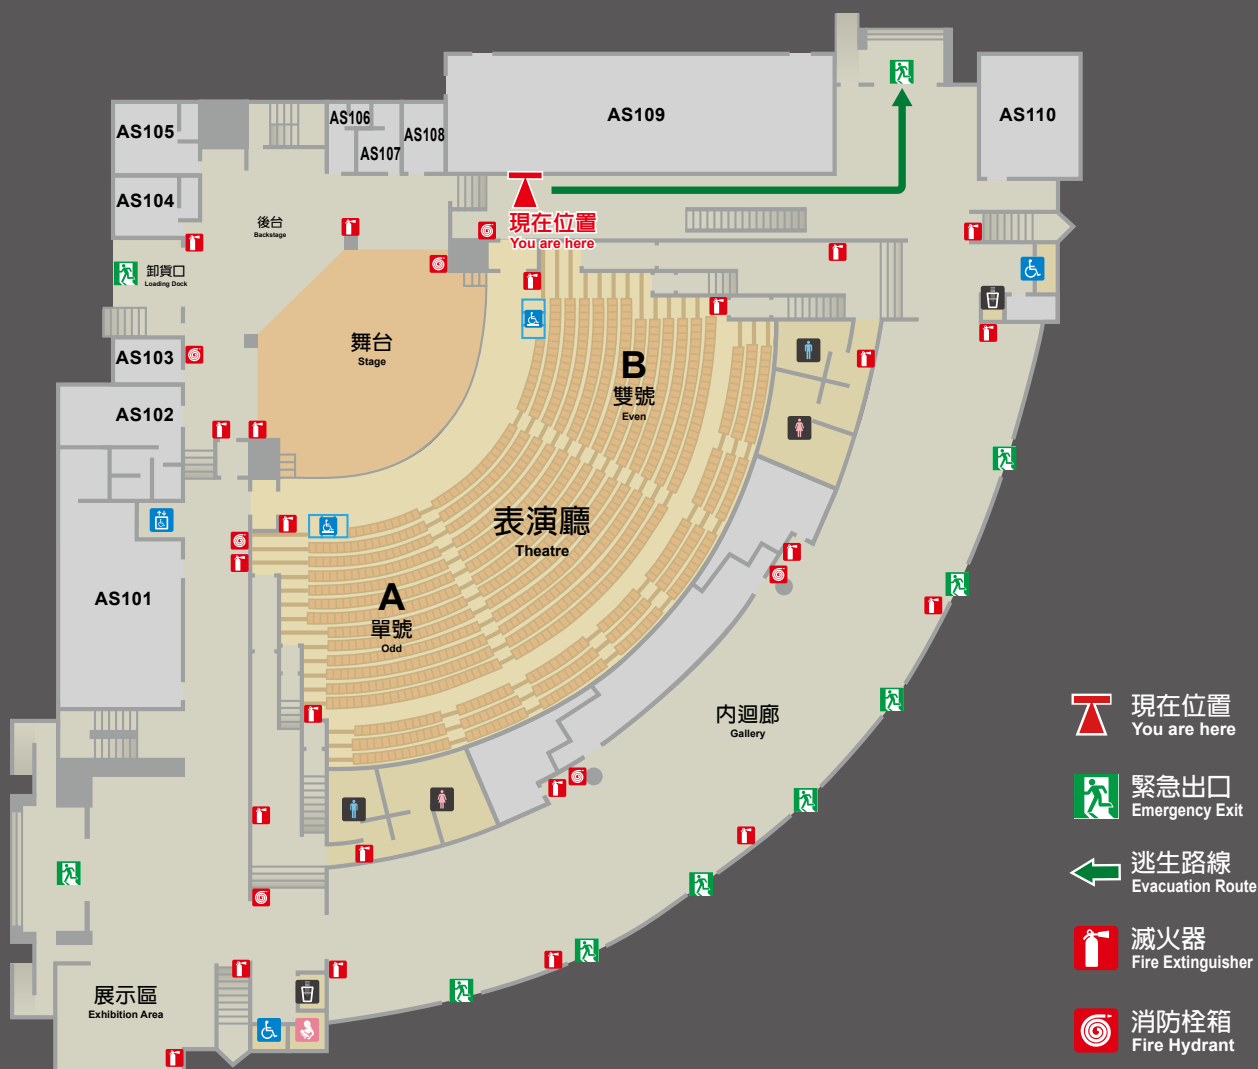 AS105
AS106
AS107
AS108
AS109
AS110
AS104
後台
Backstage
現在位置
You are here
卸貨口
Loading Dock
AS103
舞台
Stage
B
雙號
Even
AS102
表演廳
Theatre
AS101
A
單號
Odd
內迴廊
Gallery
展示區
Exhibition Area
現在位置
You are here
緊急出口
Emergency Exit
逃生路線
Evacuation Route
滅火器
Fire Extinguisher
消防栓箱
Fire Hydrant